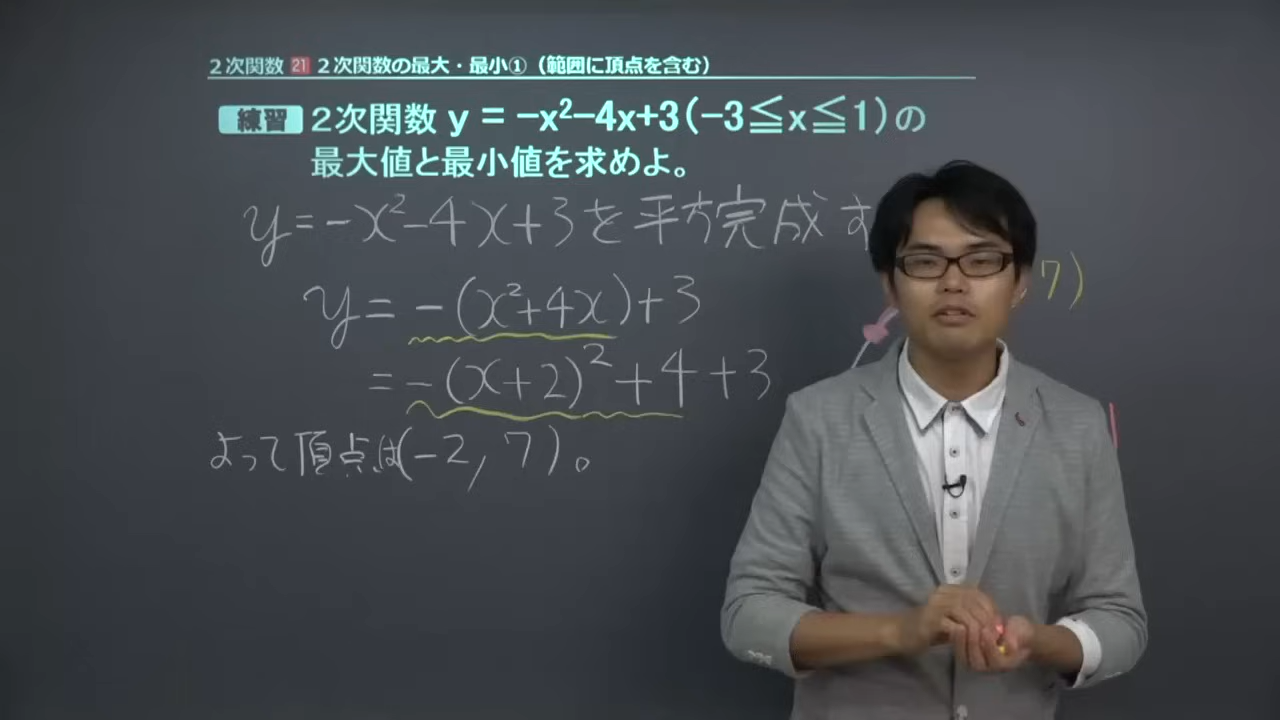 2次関数 21 2次関数の最大・最小①(範囲に頂点を含む)
練習 2次関数 y = −x²−4x+3(−3≦x≦1)の
最大値と最小値を求めよ。
y=-x²-4x+3を平方完成す
7)
y=-(x²+4x)+3
=-(x+2)²+4+3
よって頂点は(-2, 7)。